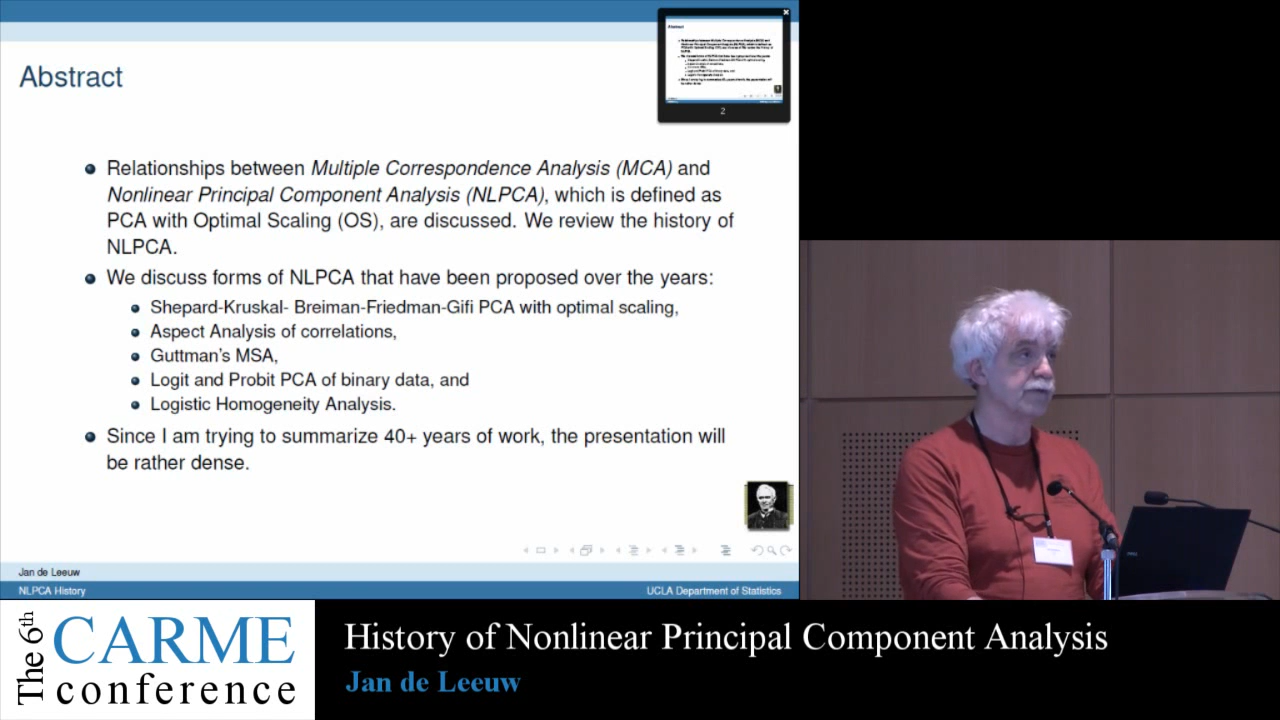 Abstract
2
Relationships between Multiple Correspondence Analysis (MCA) and
Nonlinear Principal Component Analysis (NLPCA), which is defined as
PCA with Optimal Scaling (OS), are discussed. We review the history of
NLPCA.
We discuss forms of NLPCA that have been proposed over the years:
Shepard-Kruskal- Breiman-Friedman-Gifi PCA with optimal scaling,
Aspect Analysis of correlations,
Guttman's MSA,
Logit and Probit PCA of binary data, and
Logistic Homogeneity Analysis.
Since I am trying to summarize 40+ years of work, the presentation will
be rather dense.
Jan de Leeuw
NLPCA History
UCLA Department of Statistics
The 6th
CARME
conference
History of Nonlinear Principal Component Analysis
Jan de Leeuw